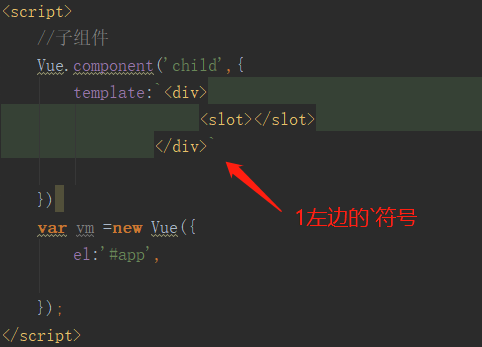 <script>
//子组件
Vue.component('child',{
template:`<div>
<slot></slot>
</div>`
1左边的`符号
})
var vm =new Vue({
el:'#app',
});
</script>